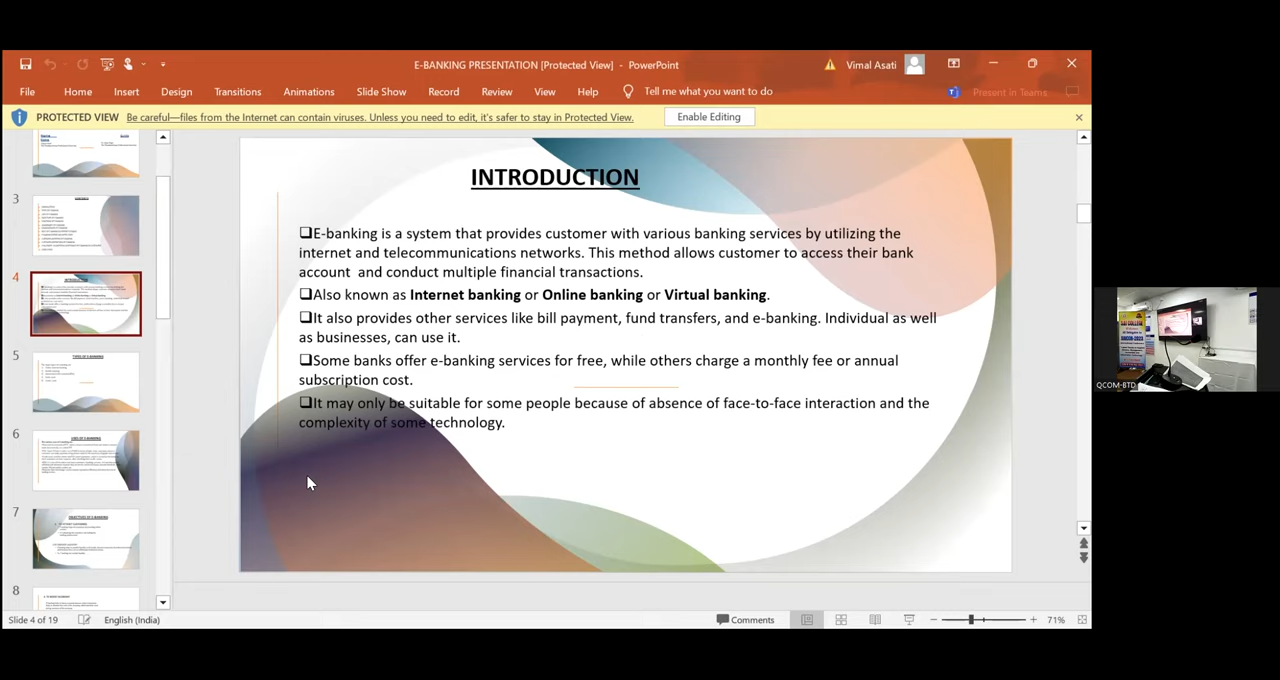 E-BANKING PRESENTATION [Protected View] - PowerPoint
Vimal Asati
File Home Insert Design Transitions Animations Slide Show Record Review View Help Tell me what you want to do Present in Teams
PROTECTED VIEW Be careful—files from the Internet can contain viruses. Unless you need to edit, it's safer to stay in Protected View. Enable Editing
3
4
5
6
7
8
INTRODUCTION
❑E-banking is a system that provides customer with various banking services by utilizing the
internet and telecommunications networks. This method allows customer to access their bank
account and conduct multiple financial transactions.
❑Also known as Internet banking or Online banking or Virtual banking.
❑It also provides other services like bill payment, fund transfers, and e-banking. Individual as well
as businesses, can use it.
❑Some banks offer e-banking services for free, while others charge a monthly fee or annual
subscription cost.
❑It may only be suitable for some people because of absence of face-to-face interaction and the
complexity of some technology.
QCOM-BTD
Slide 4 of 19 English (India) Comments 71%